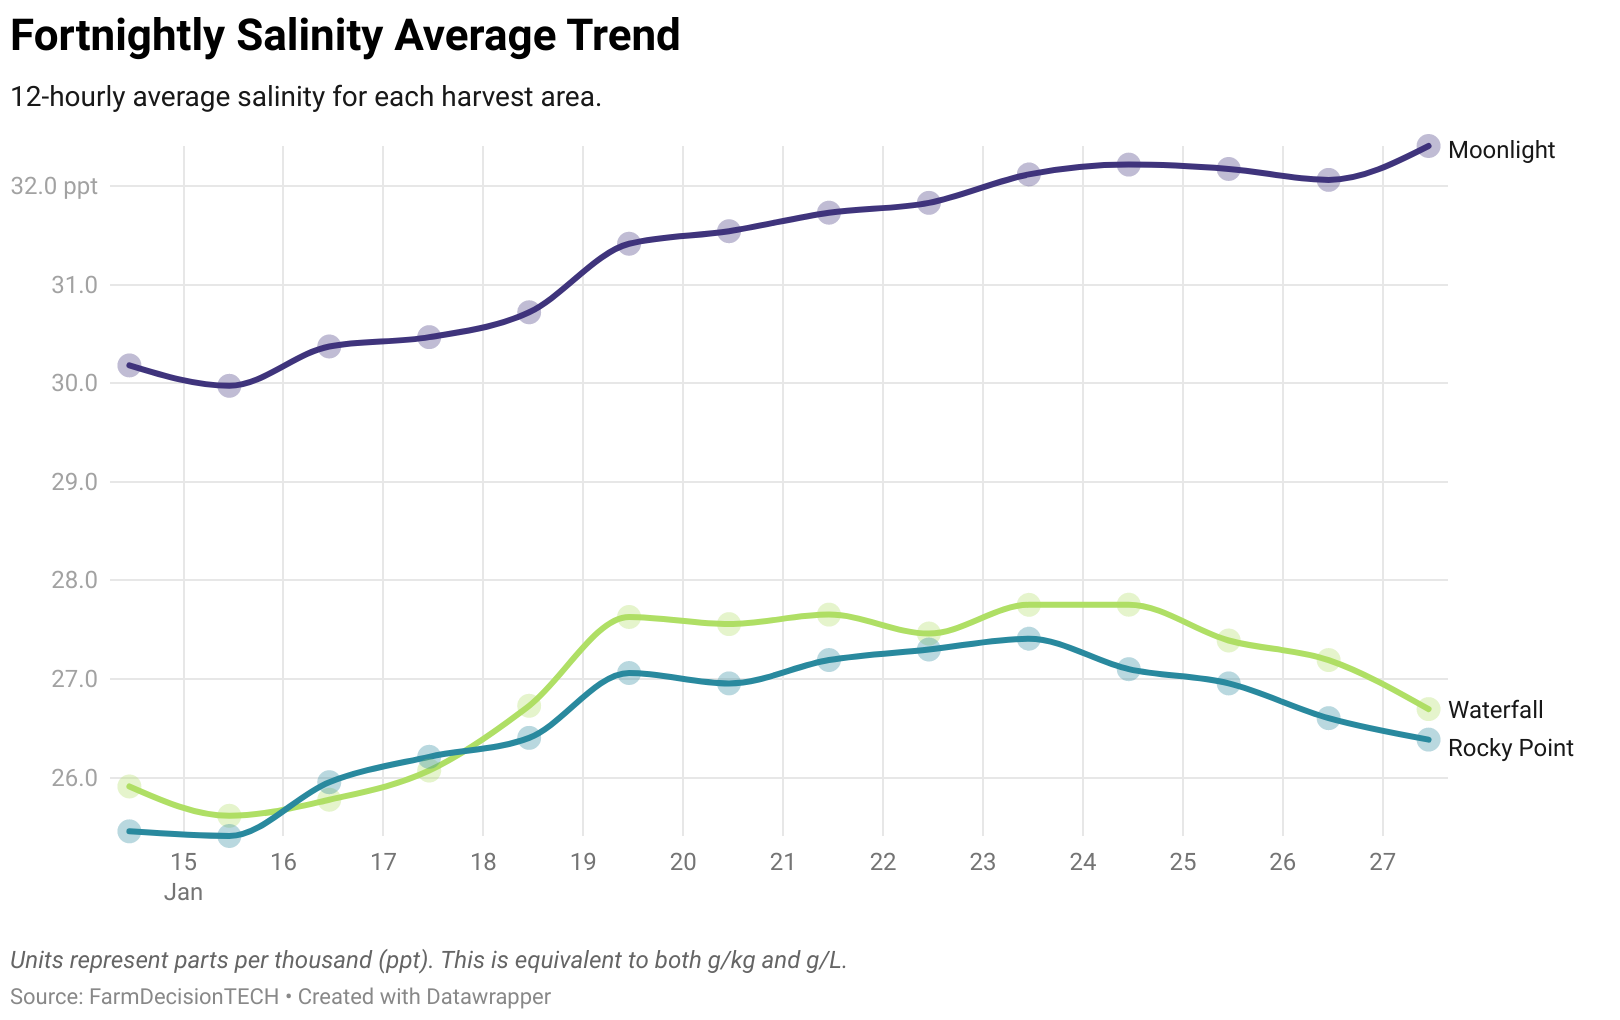 Fortnightly Salinity Average Trend
12-hourly average salinity for each harvest area.
Moonlight
32.0 ppt
31.0
30.0
29.0
28.0
27.0
Waterfall
Rocky Point
26.0
15 16 17 18 19 20 21 22 23 24 25 26 27
Jan
Units represent parts per thousand (ppt). This is equivalent to both g/kg and g/L.
Source: FarmDecisionTECH • Created with Datawrapper